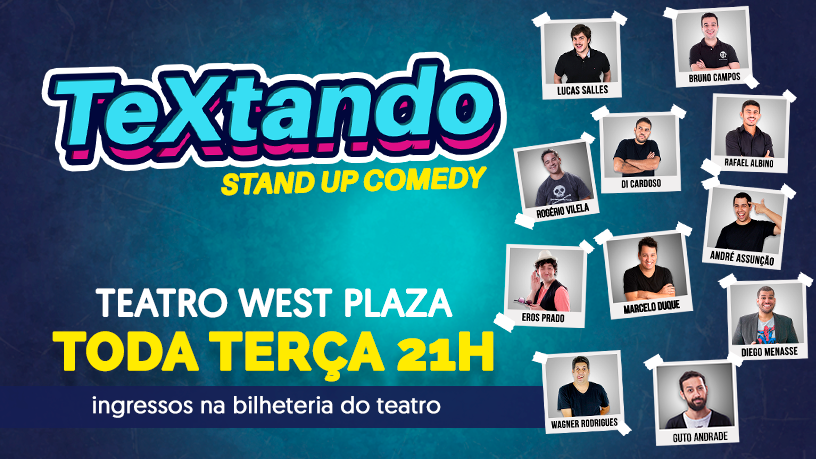 TeXtando
STAND UP COMEDY
TEATRO WEST PLAZA
TODA TERÇA 21H
ingressos na bilheteria do teatro
LUCAS SALLES
BRUNO CAMPOS
RAFAEL ALBINO
DI CARDOSO
ROGÉRIO VILELA
ANDRÉ ASSUNÇÃO
EROS PRADO
MARCELO DUQUE
DIEGO MENASSE
WAGNER RODRIGUES
GUTO ANDRADE